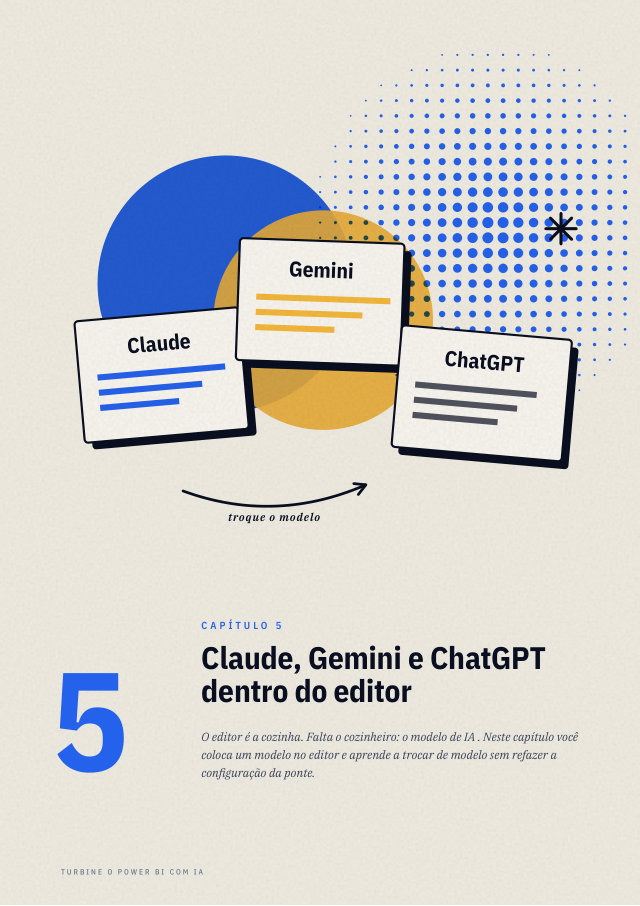 Gemini
Claude
ChatGPT
troque o modelo
CAPÍTULO 5
5
Claude, Gemini e ChatGPT
dentro do editor
O editor é a cozinha. Falta o cozinheiro: o modelo de IA . Neste capítulo você
coloca um modelo no editor e aprende a trocar de modelo sem refazer a
configuração da ponte.
TURBINE O POWER BI COM IA